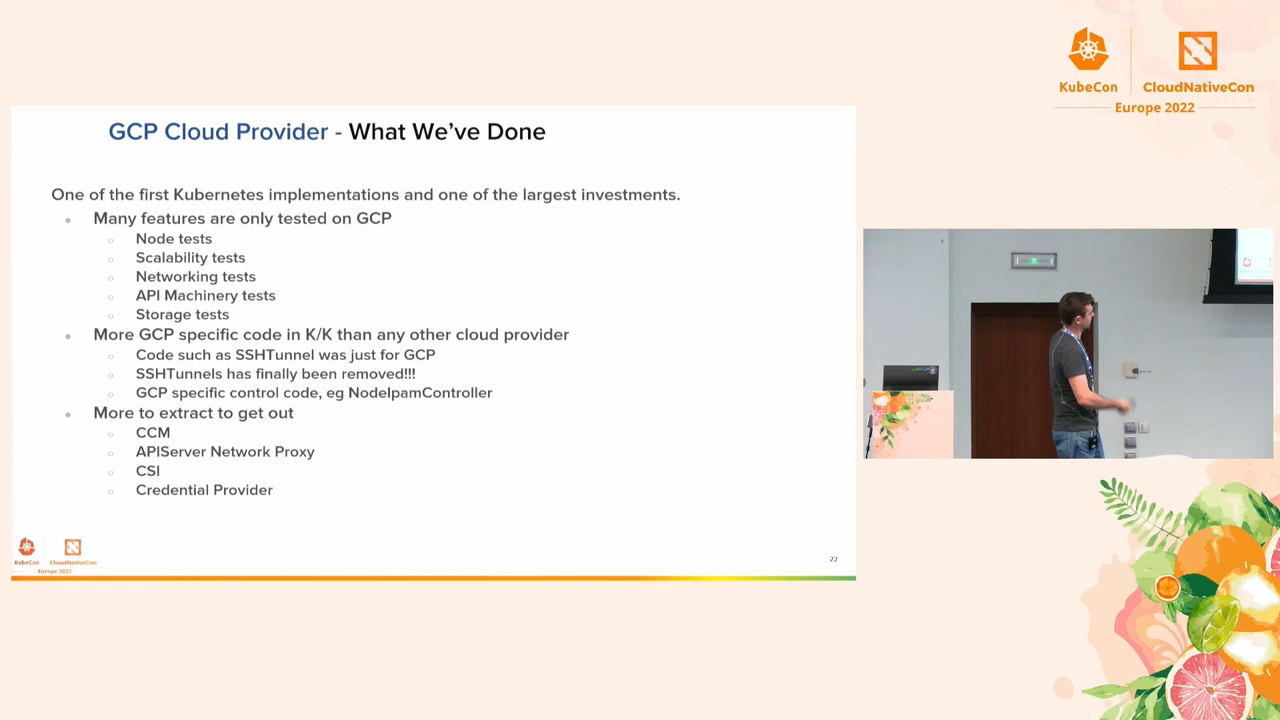 KubeCon
CloudNativeCon
Europe 2022
GCP Cloud Provider - What We've Done
One of the first Kubernetes implementations and one of the largest investments.
Many features are only tested on GCP
Node tests
Scalability tests
Networking tests
API Machinery tests
Storage tests
More GCP specific code in K/K than any other cloud provider
Code such as SSHTunnel was just for GCP
SSHTunnels has finally been removed!!!
GCP specific control code, eg NodeIpamController
More to extract to get out
CCM
APIServer Network Proxy
CSI
Credential Provider
KubeCon
CloudNativeCon
Europe 2022
22